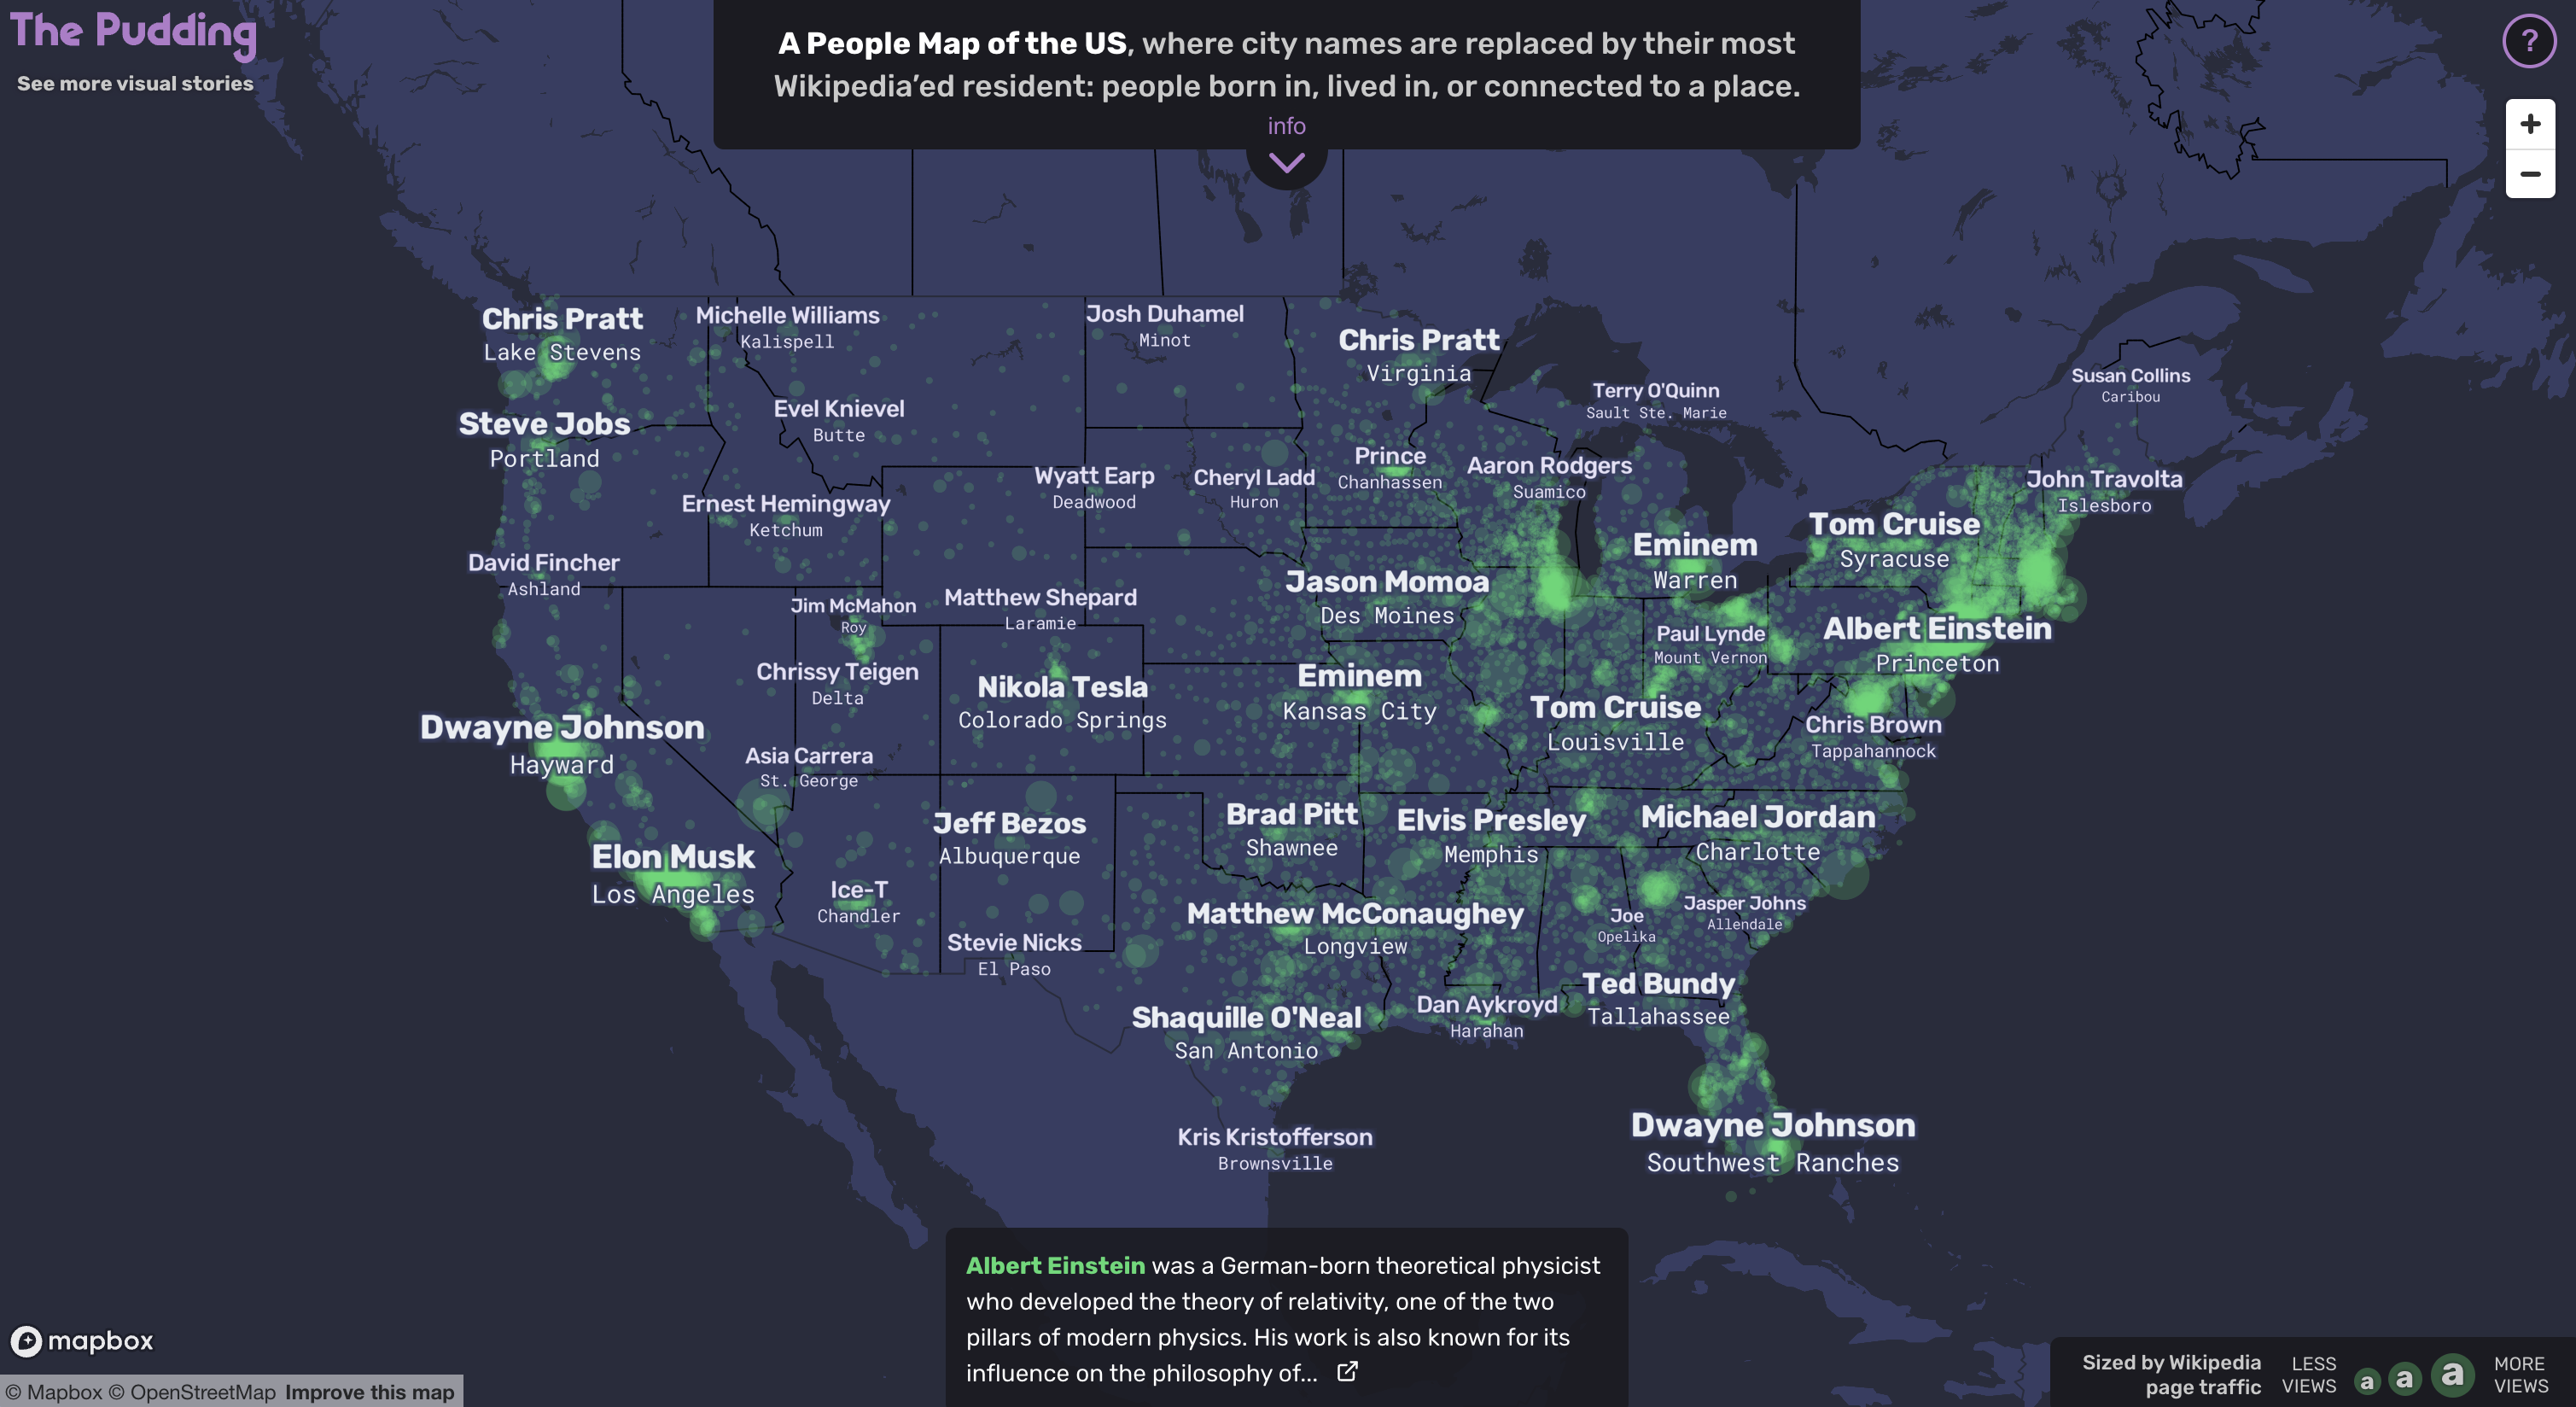 The Pudding
See more visual stories
A People Map of the US, where city names are replaced by their most
Wikipedia’ed resident: people born in, lived in, or connected to a place.
info
?
+
−
Chris Pratt
Lake Stevens
Michelle Williams
Kalispell
Josh Duhamel
Minot
Chris Pratt
Virginia
Terry O'Quinn
Sault Ste. Marie
Susan Collins
Caribou
Steve Jobs
Portland
Evel Knievel
Butte
Ernest Hemingway
Ketchum
Wyatt Earp
Deadwood
Cheryl Ladd
Huron
Prince
Chanhassen
Aaron Rodgers
Suamico
John Travolta
Islesboro
Tom Cruise
Syracuse
Eminem
Warren
David Fincher
Ashland
Jim McMahon
Roy
Matthew Shepard
Laramie
Jason Momoa
Des Moines
Paul Lynde
Mount Vernon
Albert Einstein
Princeton
Chrissy Teigen
Delta
Nikola Tesla
Colorado Springs
Eminem
Kansas City
Tom Cruise
Louisville
Chris Brown
Tappahannock
Dwayne Johnson
Hayward
Asia Carrera
St. George
Jeff Bezos
Albuquerque
Brad Pitt
Shawnee
Elvis Presley
Memphis
Michael Jordan
Charlotte
Elon Musk
Los Angeles
Ice-T
Chandler
Stevie Nicks
El Paso
Matthew McConaughey
Longview
Joe
Opelika
Jasper Johns
Allendale
Shaquille O'Neal
San Antonio
Dan Aykroyd
Harahan
Ted Bundy
Tallahassee
Kris Kristofferson
Brownsville
Dwayne Johnson
Southwest Ranches
Albert Einstein was a German-born theoretical physicist
who developed the theory of relativity, one of the two
pillars of modern physics. His work is also known for its
influence on the philosophy of...
mapbox
© Mapbox © OpenStreetMap Improve this map
Sized by Wikipedia
page traffic
LESS
VIEWS
a a a
MORE
VIEWS